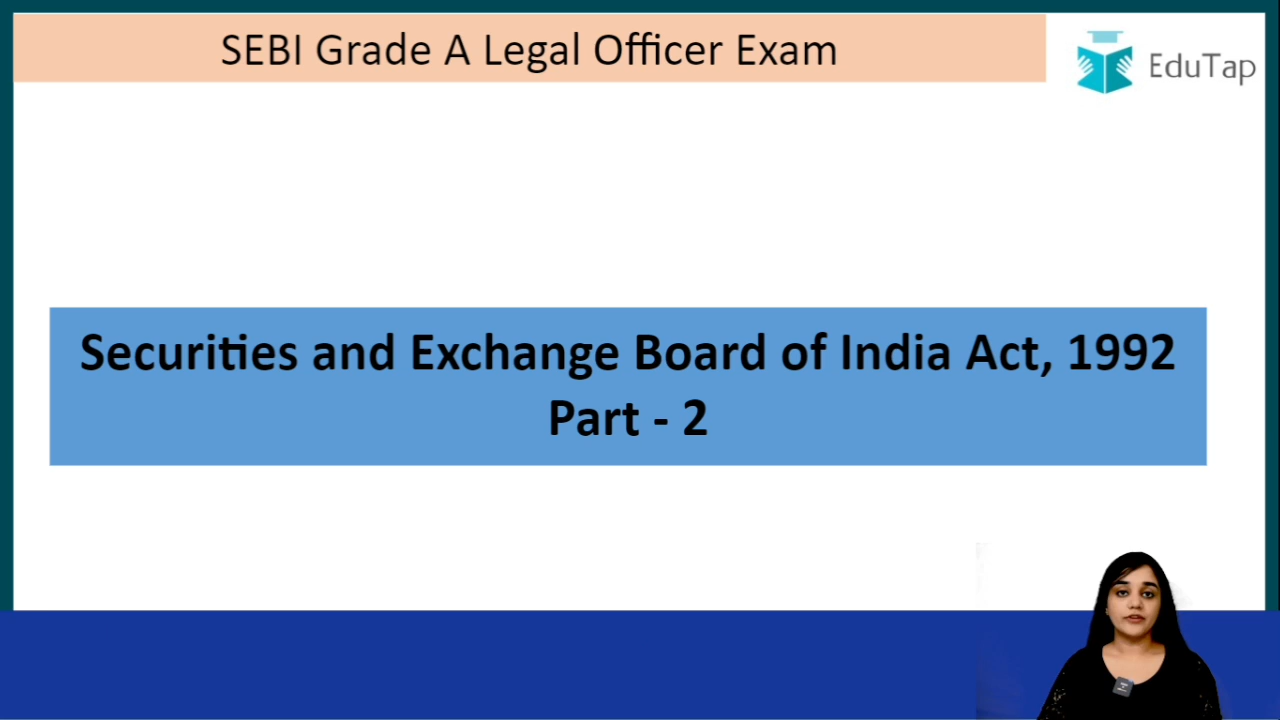 SEBI Grade A Legal Officer Exam
EduTap
Securities and Exchange Board of India Act, 1992
Part - 2